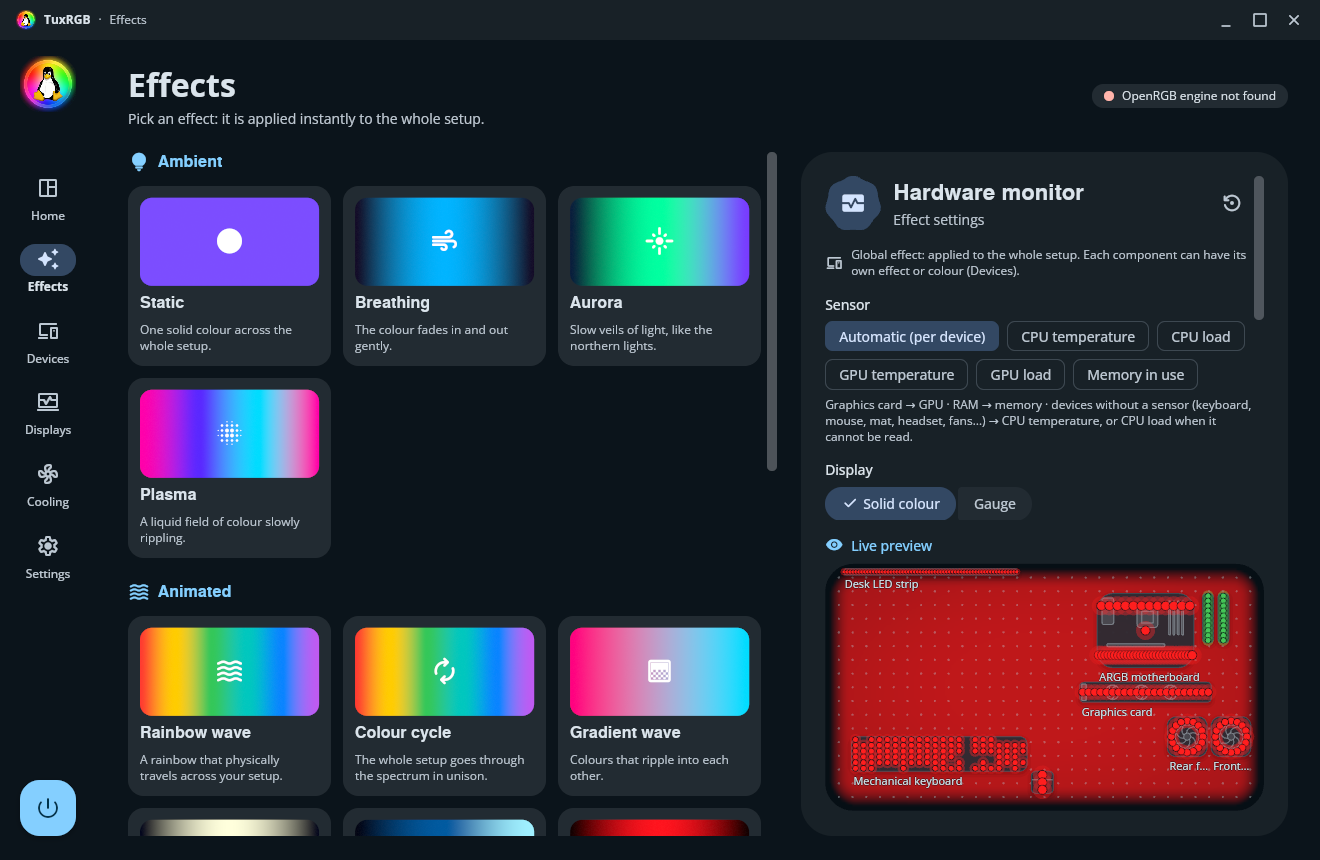 TuxRGB · Effects
Effects
Pick an effect: it is applied instantly to the whole setup.
OpenRGB engine not found
Home
Effects
Devices
Displays
Cooling
Settings
Ambient
Static
One solid colour across the
whole setup.
Breathing
The colour fades in and out
gently.
Aurora
Slow veils of light, like the
northern lights.
Plasma
A liquid field of colour slowly
rippling.
Animated
Rainbow wave
A rainbow that physically
travels across your setup.
Colour cycle
The whole setup goes through
the spectrum in unison.
Gradient wave
Colours that ripple into each
other.
Hardware monitor
Effect settings
Global effect: applied to the whole setup. Each component can have its
own effect or colour (Devices).
Sensor
Automatic (per device)
CPU temperature
CPU load
GPU temperature
GPU load
Memory in use
Graphics card → GPU · RAM → memory · devices without a sensor (keyboard,
mouse, mat, headset, fans...) → CPU temperature, or CPU load when it
cannot be read.
Display
Solid colour
Gauge
Live preview
Desk LED strip
ARGB motherboard
Graphics card
Rear f... Front...
Mechanical keyboard